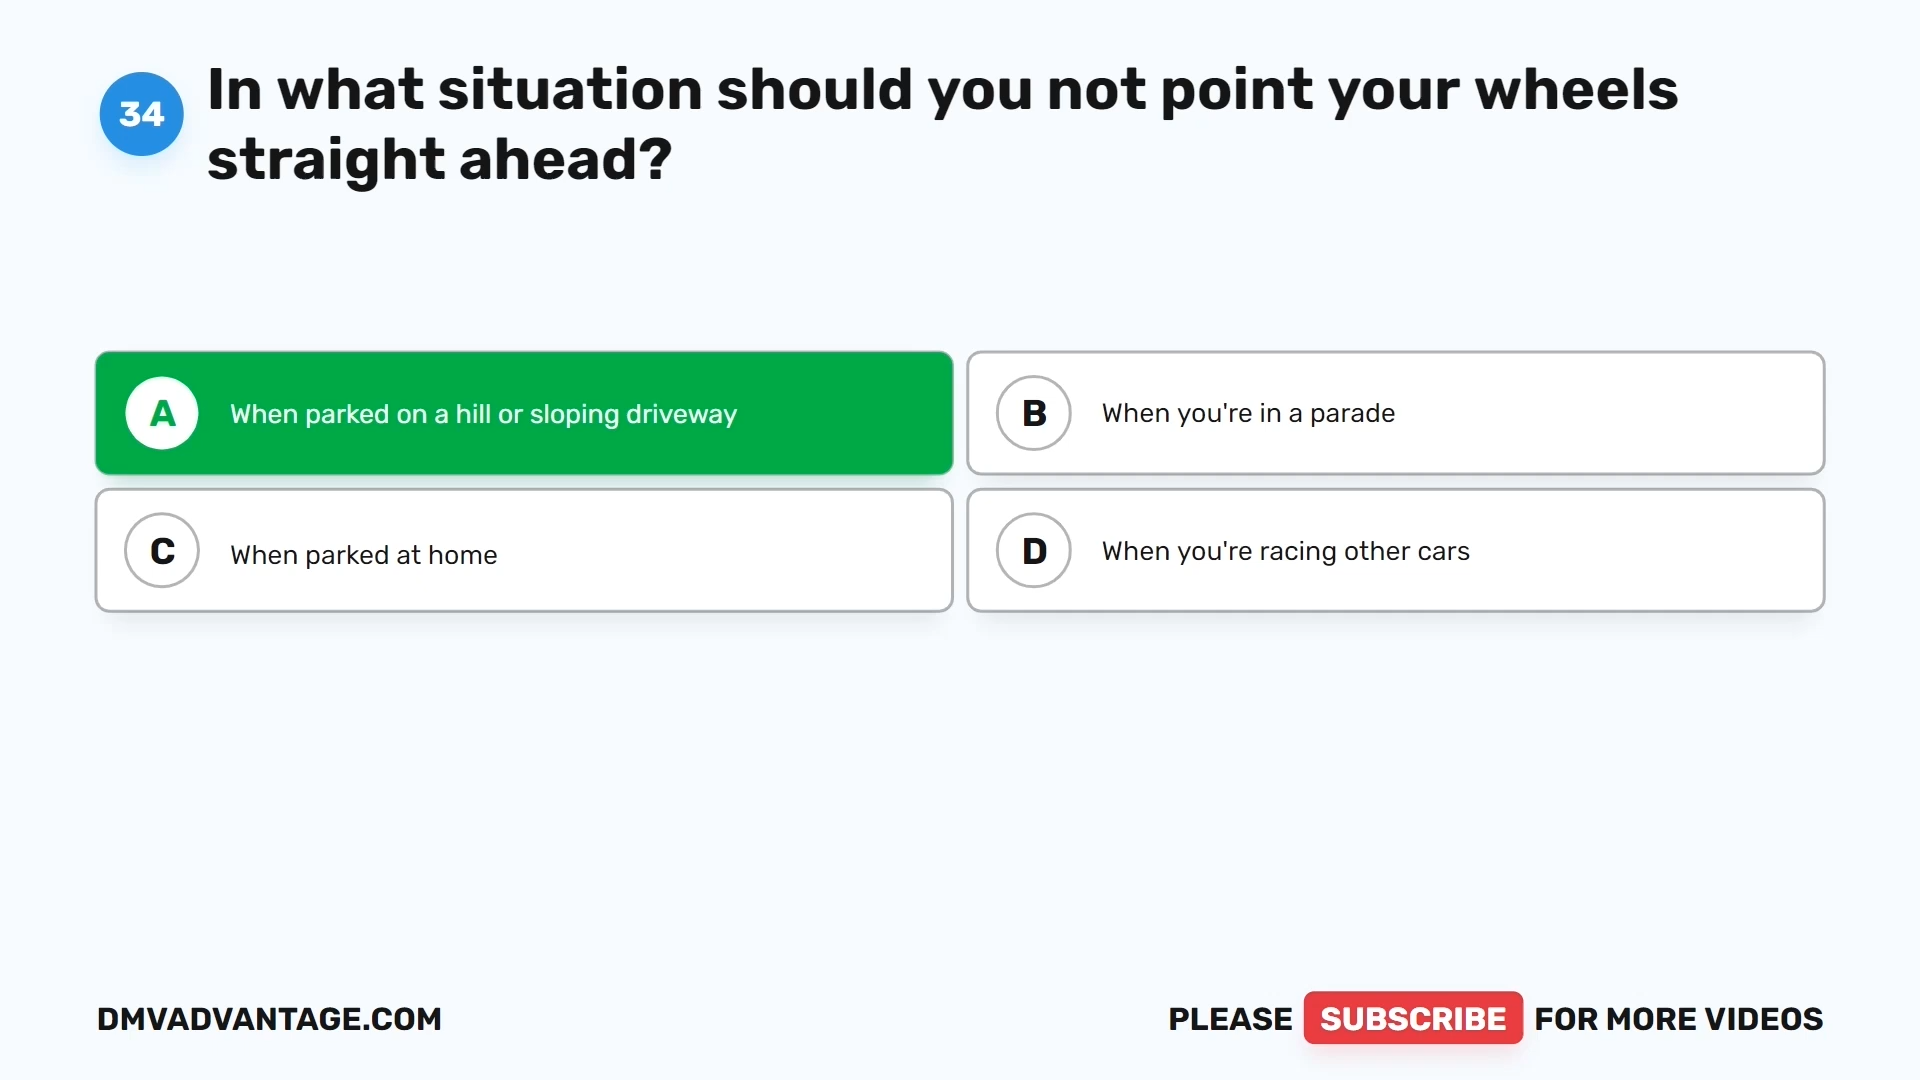 34
In what situation should you not point your wheels
straight ahead?
A When parked on a hill or sloping driveway
B When you're in a parade
C When parked at home
D When you're racing other cars
DMVADVANTAGE.COM
PLEASE SUBSCRIBE FOR MORE VIDEOS